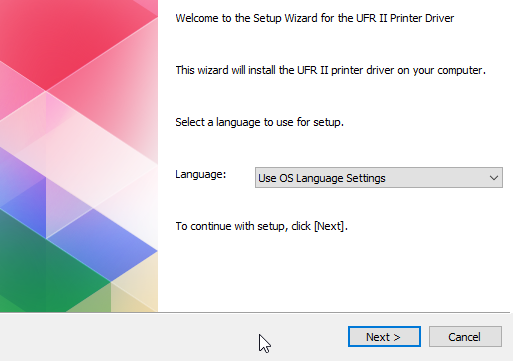 Welcome to the Setup Wizard for the UFR II Printer Driver
This wizard will install the UFR II printer driver on your computer.
Select a language to use for setup.
Language: Use OS Language Settings
To continue with setup, click [Next].
Next > Cancel